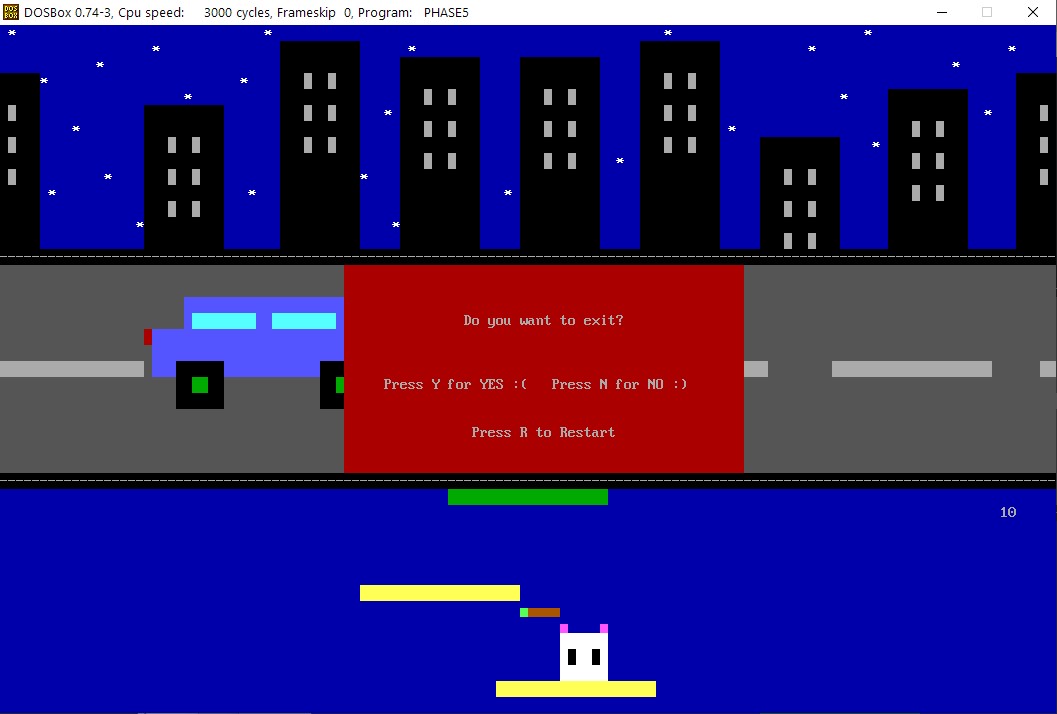 DOSBox 0.74-3, Cpu speed: 3000 cycles, Frameskip 0, Program: PHASE5
Do you want to exit?
Press Y for YES :( Press N for NO :)
Press R to Restart
10